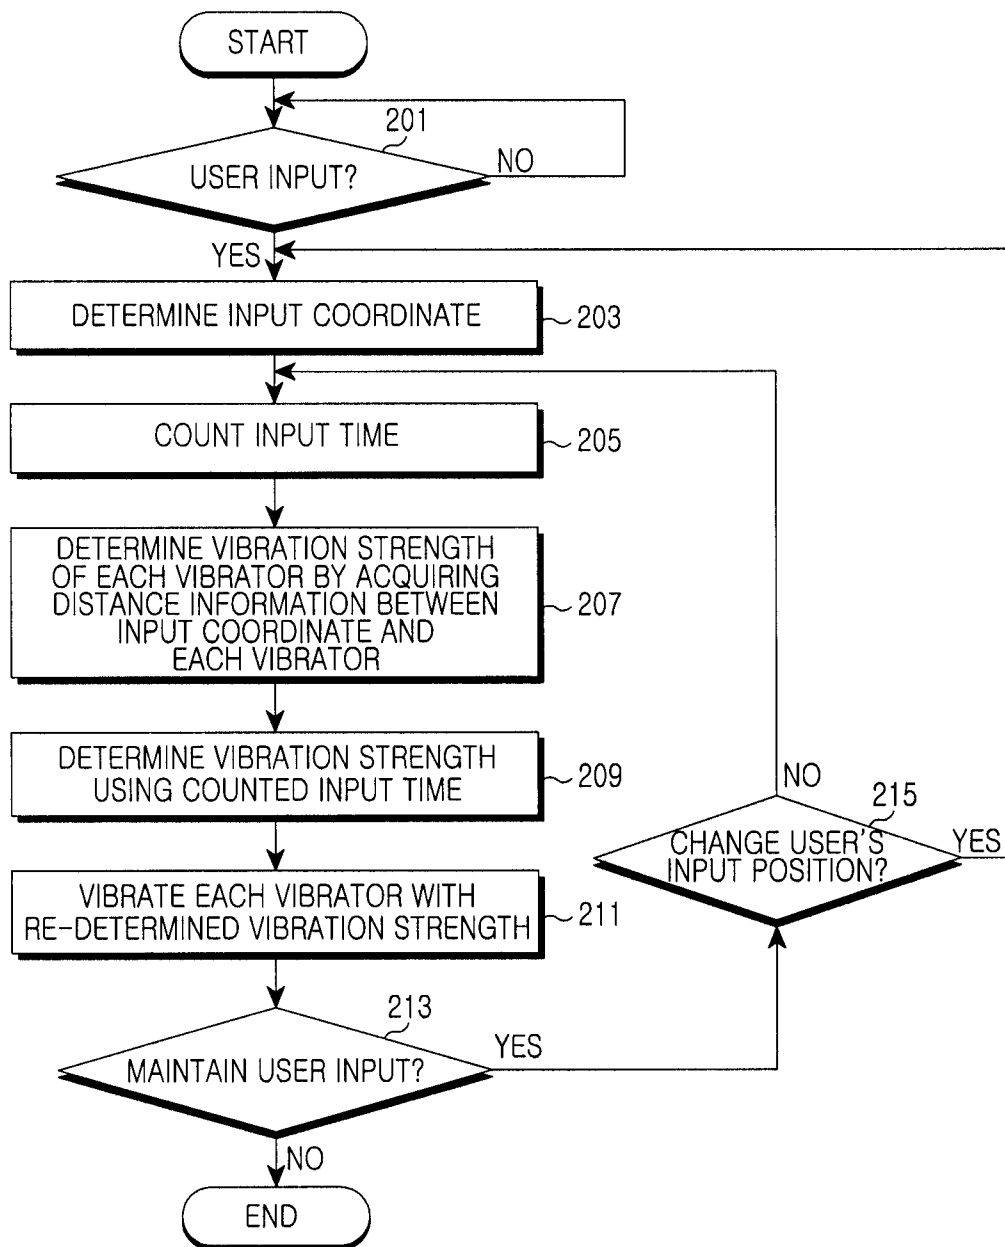 START
201
USER INPUT?
NO
YES
DETERMINE INPUT COORDINATE
203
COUNT INPUT TIME
205
DETERMINE VIBRATION STRENGTH
OF EACH VIBRATOR BY ACQUIRING
DISTANCE INFORMATION BETWEEN
INPUT COORDINATE AND
EACH VIBRATOR
207
DETERMINE VIBRATION STRENGTH
USING COUNTED INPUT TIME
209
NO
215
CHANGE USER'S
INPUT POSITION?
YES
VIBRATE EACH VIBRATOR WITH
RE-DETERMINED VIBRATION STRENGTH
211
213
MAINTAIN USER INPUT?
YES
NO
END